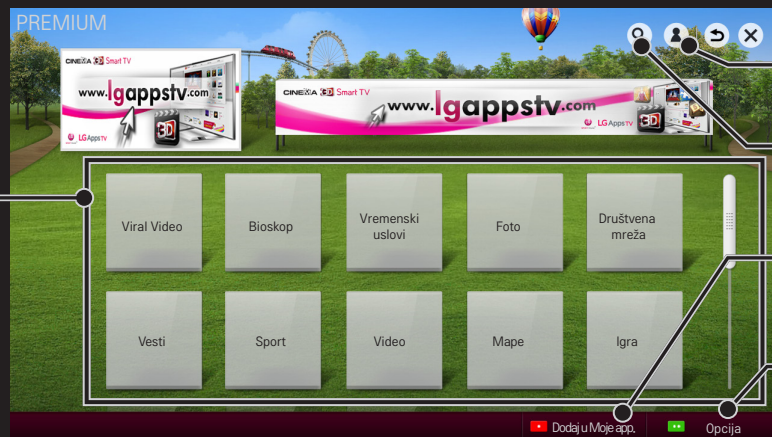 PREMIUM
CINEMA 3D Smart TV
www.lgappstv.com
3D
LG Apps TV
CINEMA 3D Smart TV
www.lgappstv.com
LG Apps TV
3D
Viral Video
Bioskop
Vremenski
uslovi
Foto
Društvena
mreža
Vesti
Sport
Video
Mape
Igra
Dodaj u Moje app.
Opcija